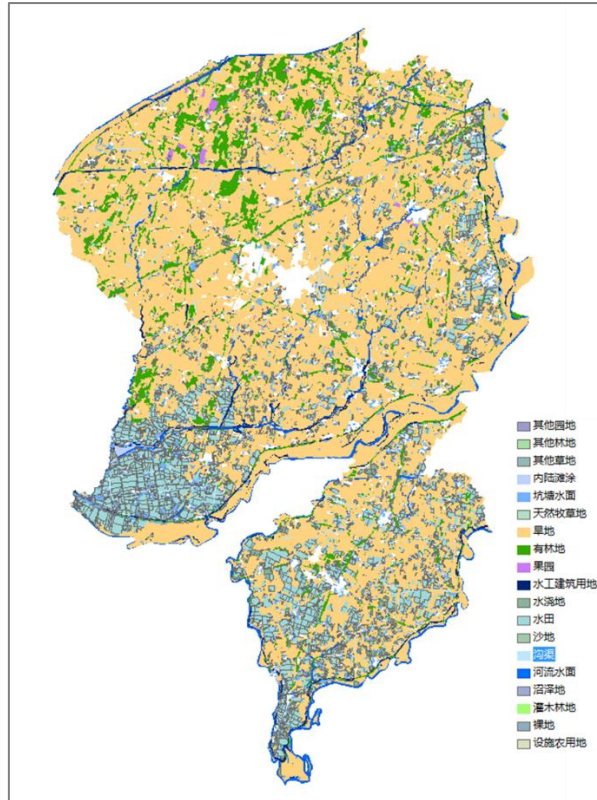 其他园地
其他林地
其他草地
内陆滩涂
坑塘水面
天然牧草地
旱地
有林地
果园
水工建筑用地
水浇地
水田
沙地
沟渠
河流水面
沼泽地
灌木林地
裸地
设施农用地